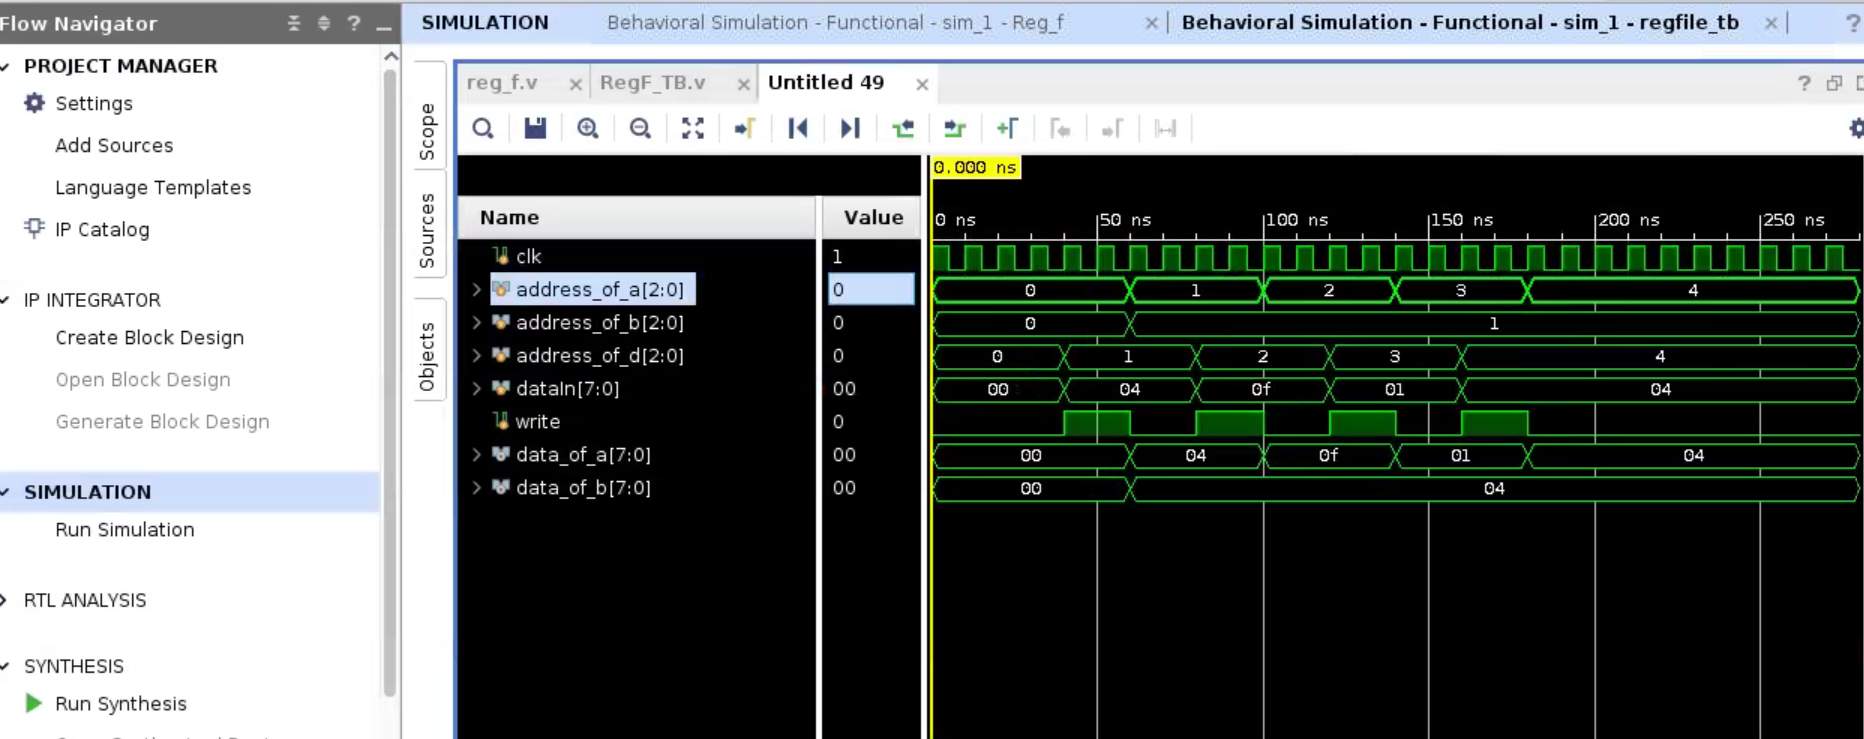 Flow Navigator
?
PROJECT MANAGER
Settings
Add Sources
Language Templates
IP Catalog
IP INTEGRATOR
Create Block Design
Open Block Design
Generate Block Design
SIMULATION
Run Simulation
RTL ANALYSIS
SYNTHESIS
Run Synthesis
SIMULATION
Behavioral Simulation - Functional - sim_1 - Reg_f
Behavioral Simulation - Functional - sim_1 - regfile_tb
?
Scope
Sources
Objects
reg_f.v
RegF_TB.v
Untitled 49
?
0.000 ns
Name Value
0 ns 50 ns 100 ns 150 ns 200 ns 250 ns
clk 1
address_of_a[2:0] 0 0 1 2 3 4
address_of_b[2:0] 0 0 1
address_of_d[2:0] 0 0 1 2 3 4
dataIn[7:0] 00 00 04 0f 01 04
write 0
data_of_a[7:0] 00 00 04 0f 01 04
data_of_b[7:0] 00 00 04